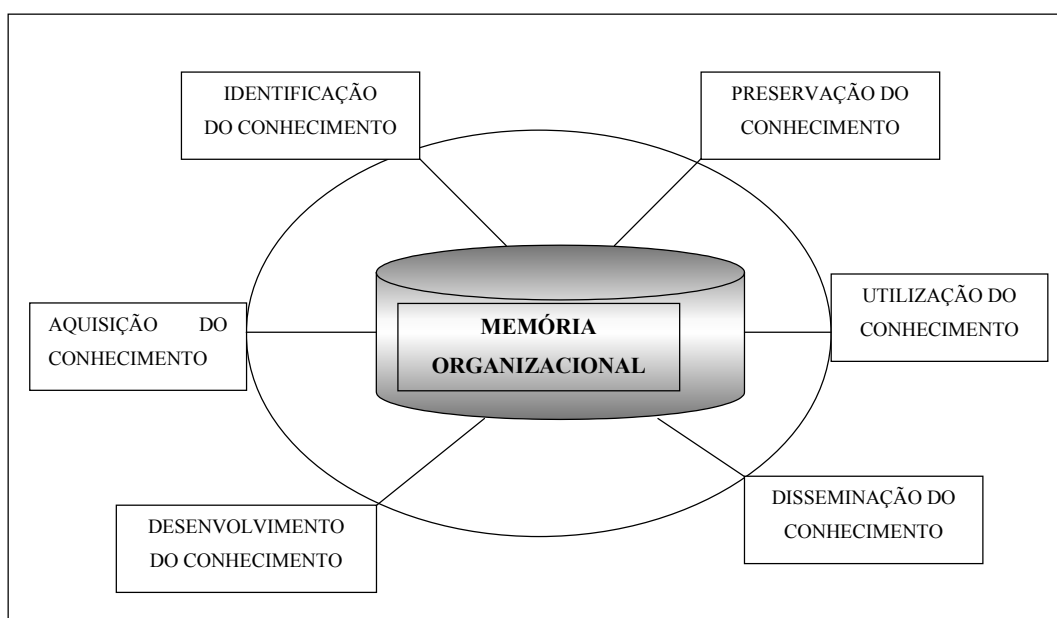 IDENTIFICAÇÃO
DO CONHECIMENTO
PRESERVAÇÃO DO
CONHECIMENTO
AQUISIÇÃO DO
CONHECIMENTO
MEMÓRIA
ORGANIZACIONAL
UTILIZAÇÃO DO
CONHECIMENTO
DESENVOLVIMENTO
DO CONHECIMENTO
DISSEMINAÇÃO DO
CONHECIMENTO